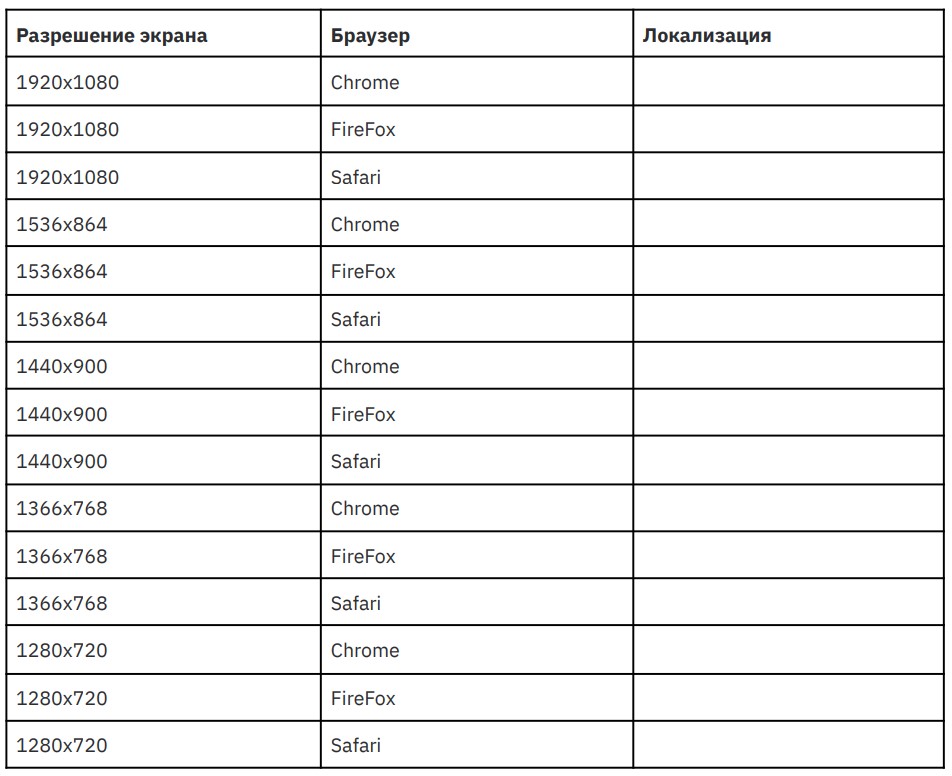 Разрешение экрана Браузер Локализация
1920x1080 Chrome
1920x1080 FireFox
1920x1080 Safari
1536x864 Chrome
1536x864 FireFox
1536x864 Safari
1440x900 Chrome
1440x900 FireFox
1440x900 Safari
1366x768 Chrome
1366x768 FireFox
1366x768 Safari
1280x720 Chrome
1280x720 FireFox
1280x720 Safari